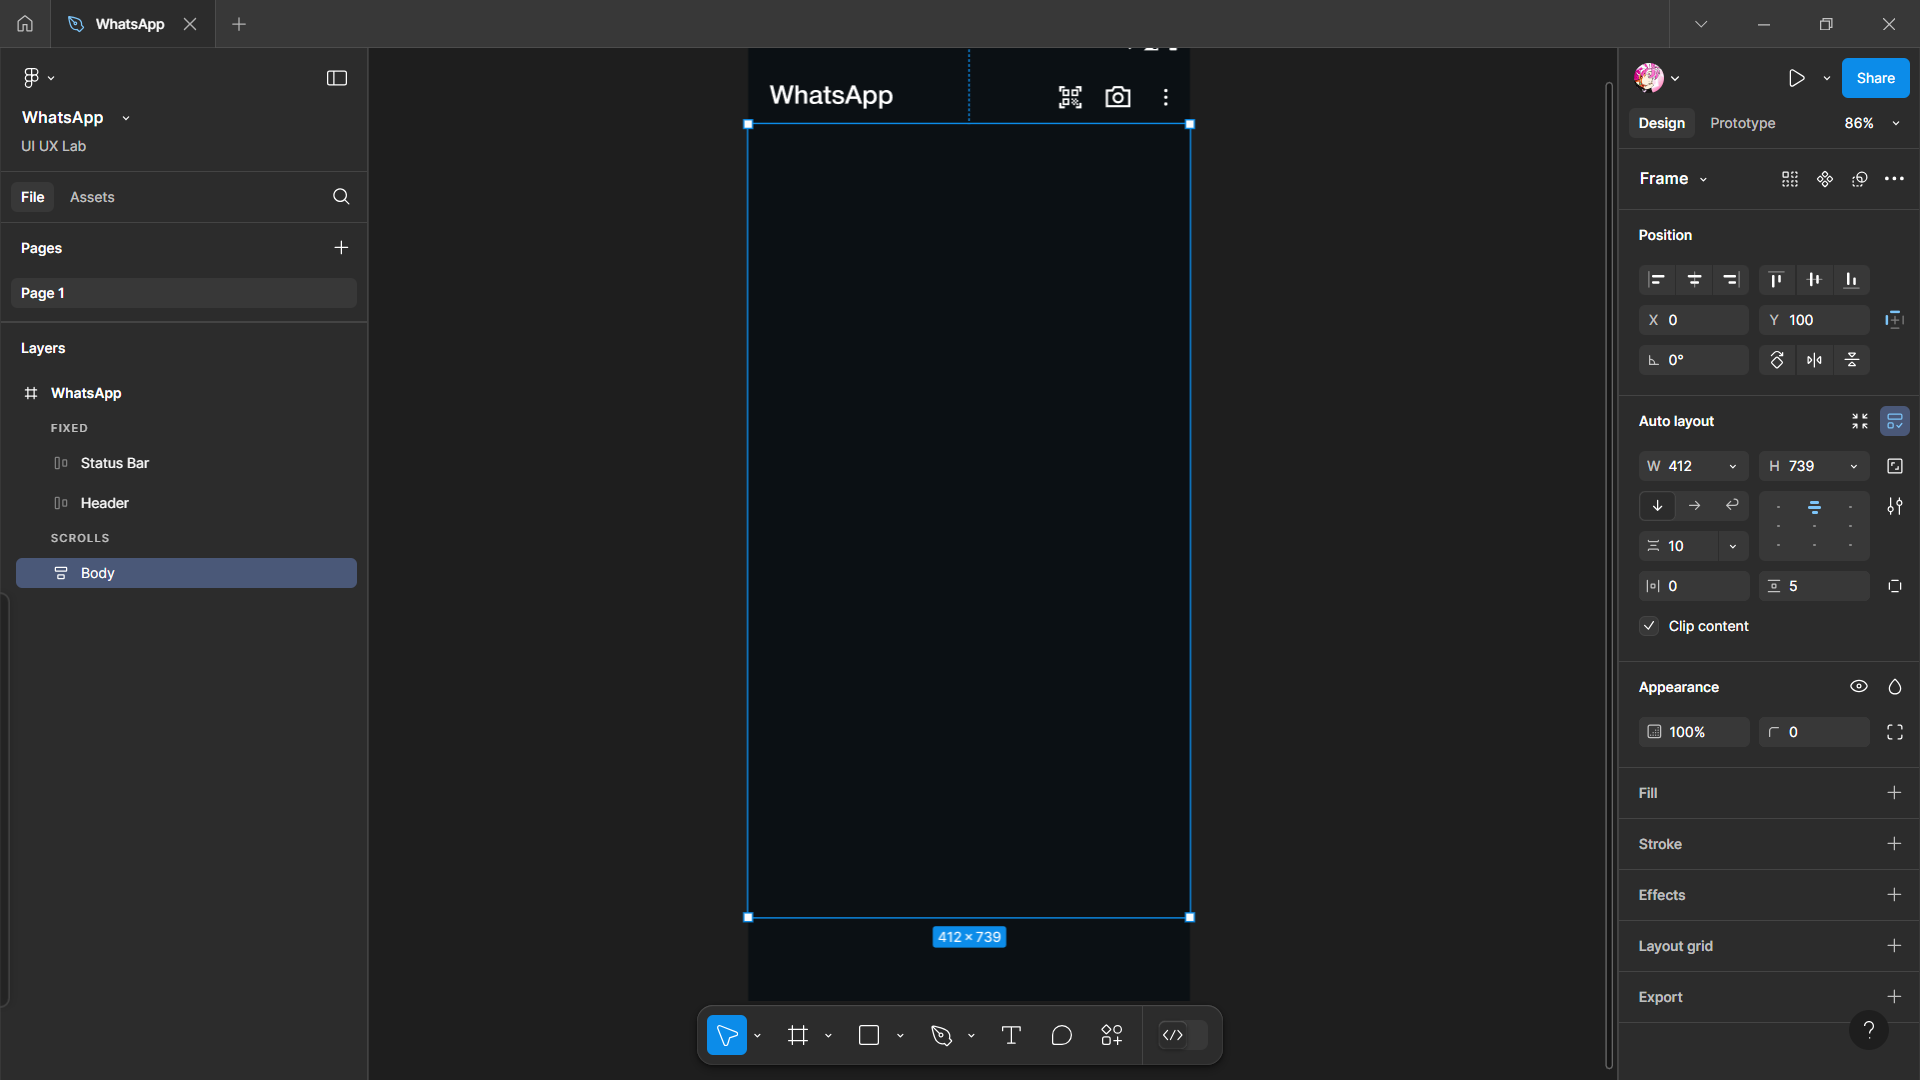 WhatsApp
WhatsApp
UI UX Lab
File Assets
Pages
Page 1
Layers
WhatsApp
FIXED
Status Bar
Header
SCROLLS
Body
WhatsApp
412 × 739
Share
Design Prototype 86%
Frame
Position
X 0 Y 100
0°
Auto layout
W 412 H 739
10
0 5
Clip content
Appearance
100% 0
Fill
Stroke
Effects
Layout grid
Export
?